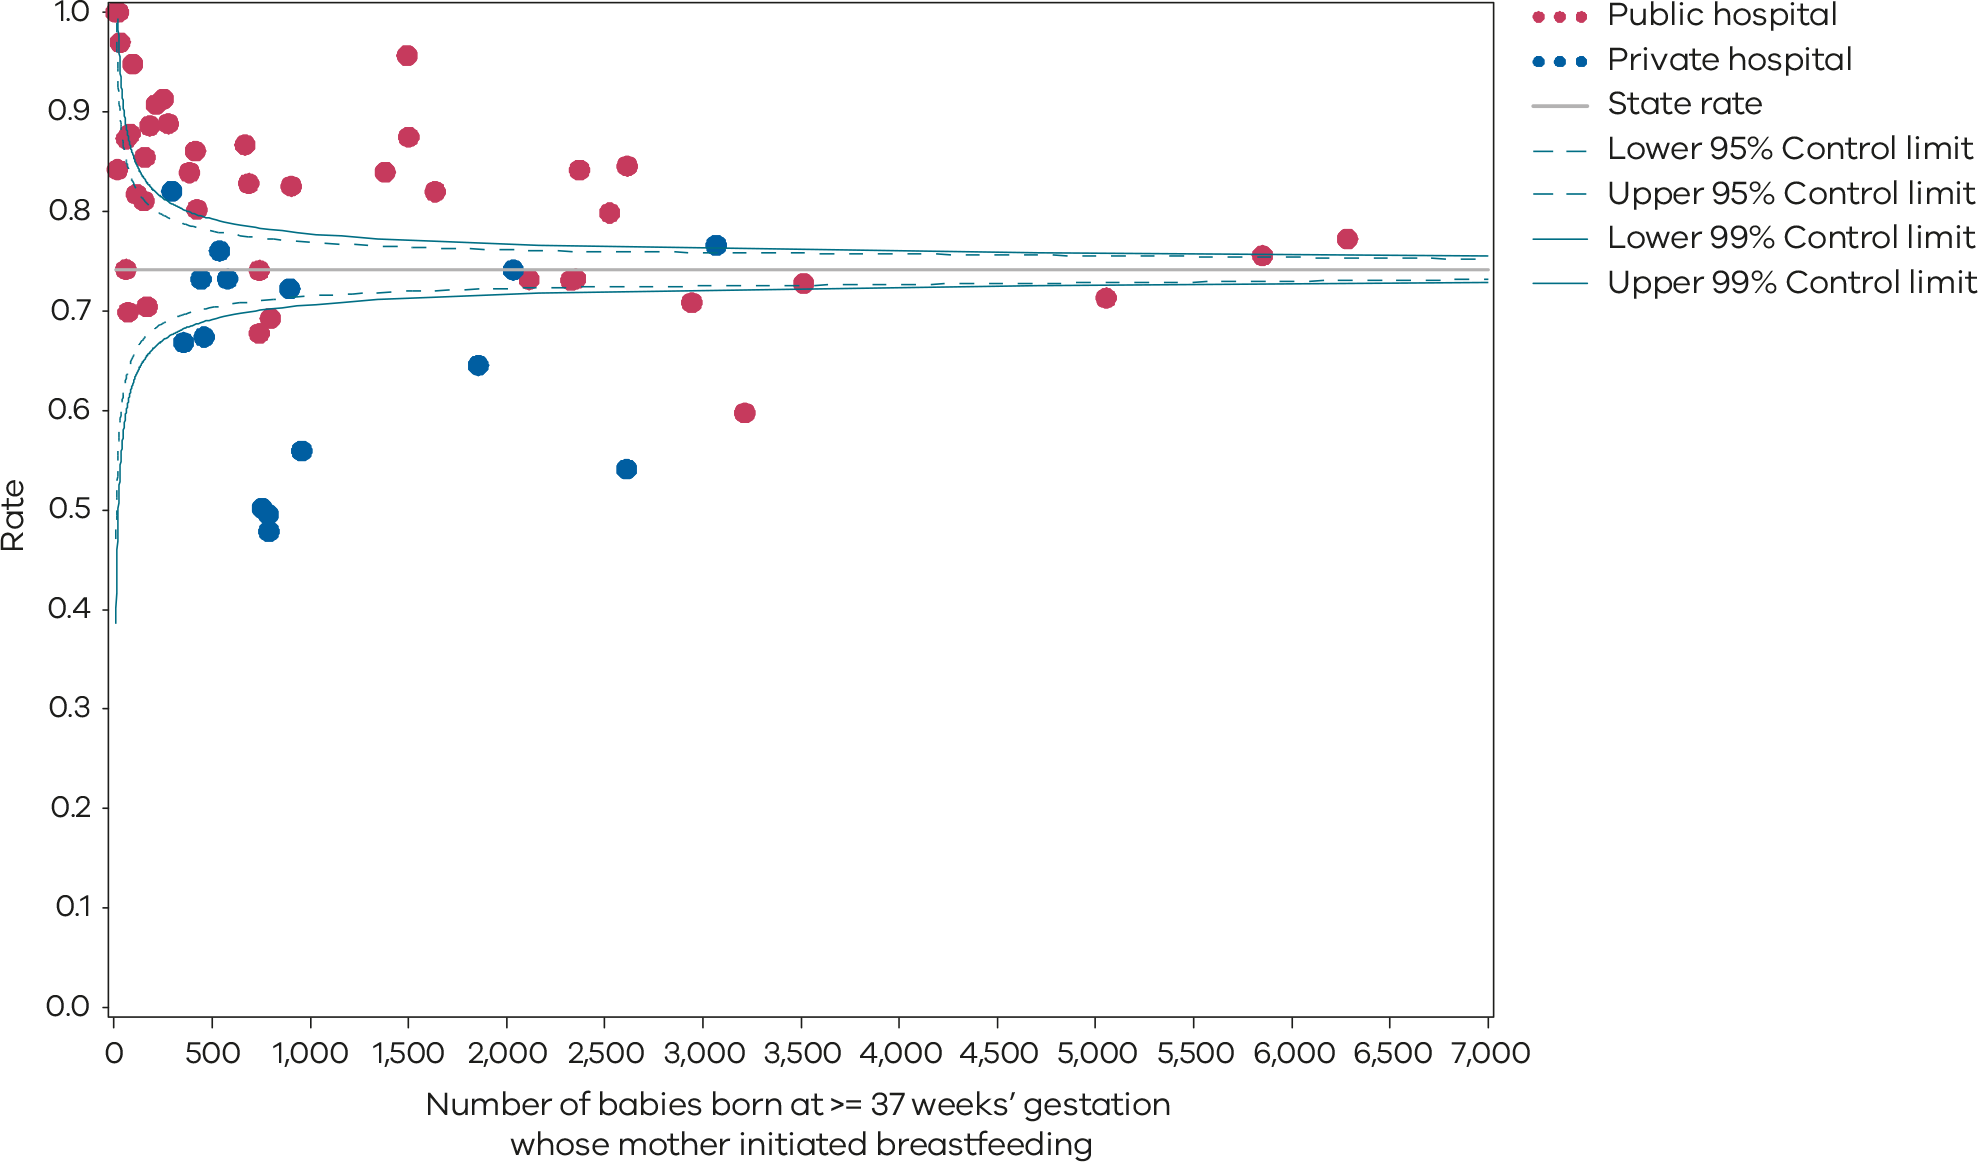 1.0
0.9
0.8
0.7
0.6
0.5
0.4
0.3
0.2
0.1
0.0
Rate
0 500 1,000 1,500 2,000 2,500 3,000 3,500 4,000 4,500 5,000 5,500 6,000 6,500 7,000
Number of babies born at >= 37 weeks’ gestation
whose mother initiated breastfeeding
Public hospital
Private hospital
State rate
Lower 95% Control limit
Upper 95% Control limit
Lower 99% Control limit
Upper 99% Control limit